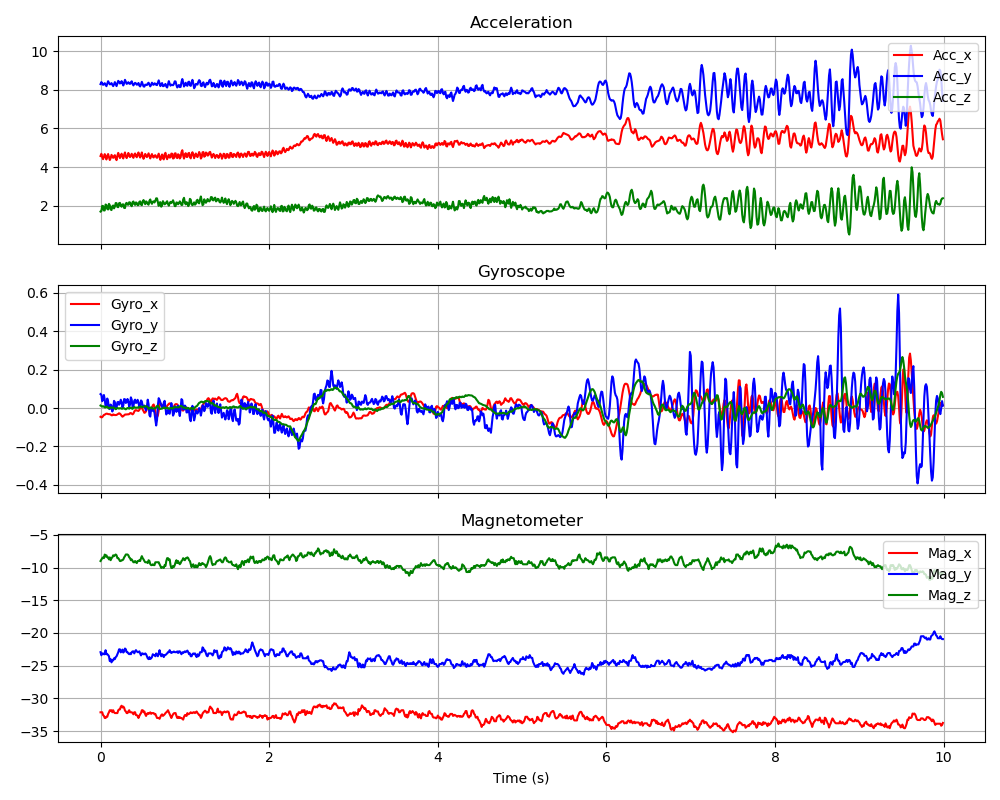 Acceleration
10
8
6
4
2
Acc_x
Acc_y
Acc_z
Gyroscope
0.6
0.4
0.2
0.0
−0.2
−0.4
Gyro_x
Gyro_y
Gyro_z
Magnetometer
−5
−10
−15
−20
−25
−30
−35
Mag_x
Mag_y
Mag_z
0 2 4 6 8 10
Time (s)